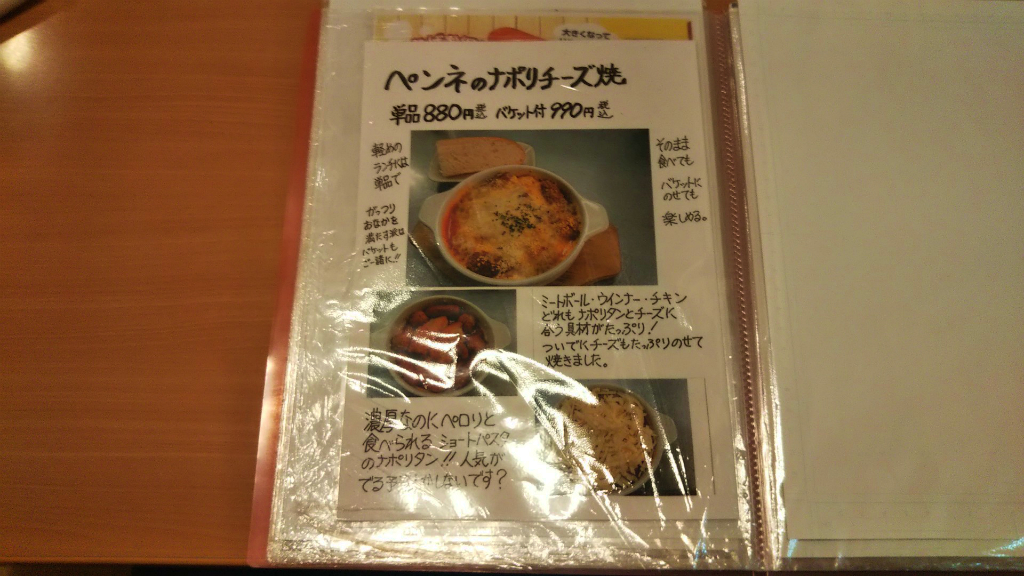 大きくなって
ペンネのナポリチーズ焼
単品880円税込 バケット付990円税込
軽めの
ランチには
単品で
がっつり
おなかを
満たす派は
バケットも
ご一緒に!!
そのまま
食べても
バケットに
のせても
楽しめる。
ミートボール・ウインナー・チキン
どれもナポリタンとチーズに
合う具材がたっぷり!
ついでにチーズもたっぷりのせて
焼きました。
濃厚なのにペロリと
食べられるショートパスタ
のナポリタン!!人気が
でる予感しかしないです?